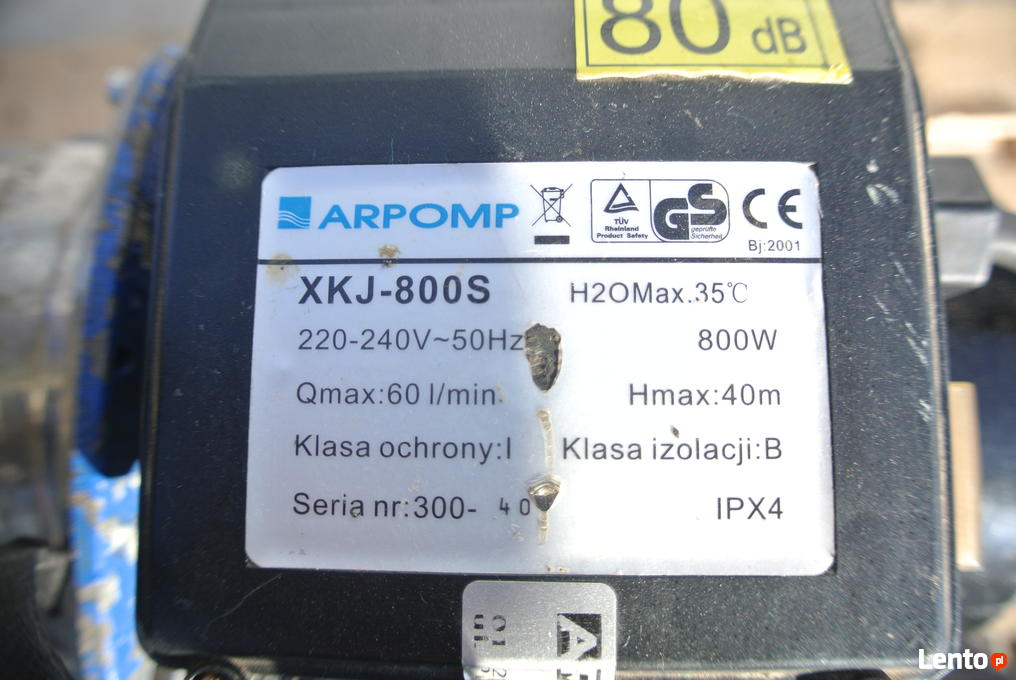 80 dB
ARPOMP
TÜV
Rheinland
Product Safety
GS
geprüfte
Sicherheit
CE
Bj:2001
XKJ-800S H2OMax.35℃
220-240V~50Hz 800W
Qmax:60 l/min. Hmax:40m
Klasa ochrony:I Klasa izolacji:B
Seria nr:300- 40 IPX4
Lento pl